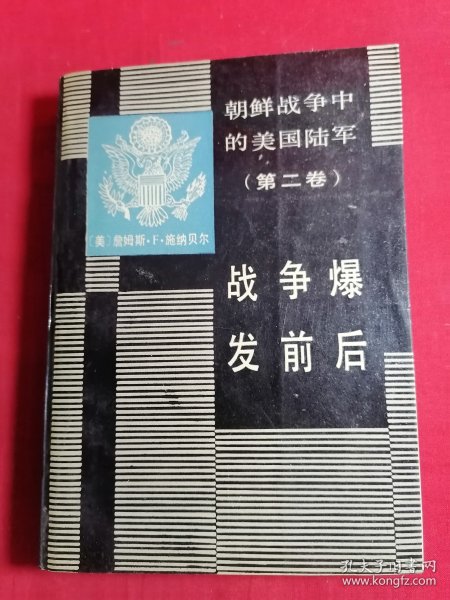 朝鲜战争中
的美国陆军
（第二卷）
〔美〕詹姆斯·F·施纳贝尔
战争爆
发前后
孔夫子旧书网
www.kongfz.com